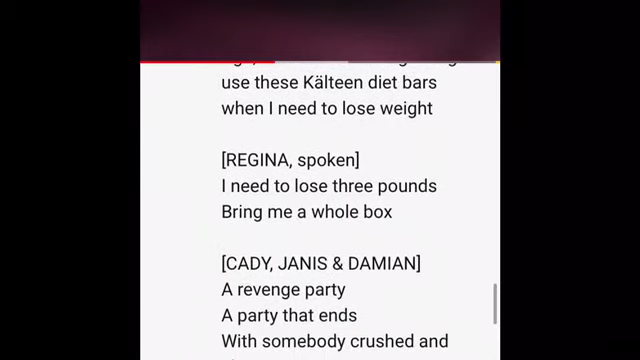 use these Kälteen diet bars
when I need to lose weight
[REGINA, spoken]
I need to lose three pounds
Bring me a whole box
[CADY, JANIS & DAMIAN]
A revenge party
A party that ends
With somebody crushed and